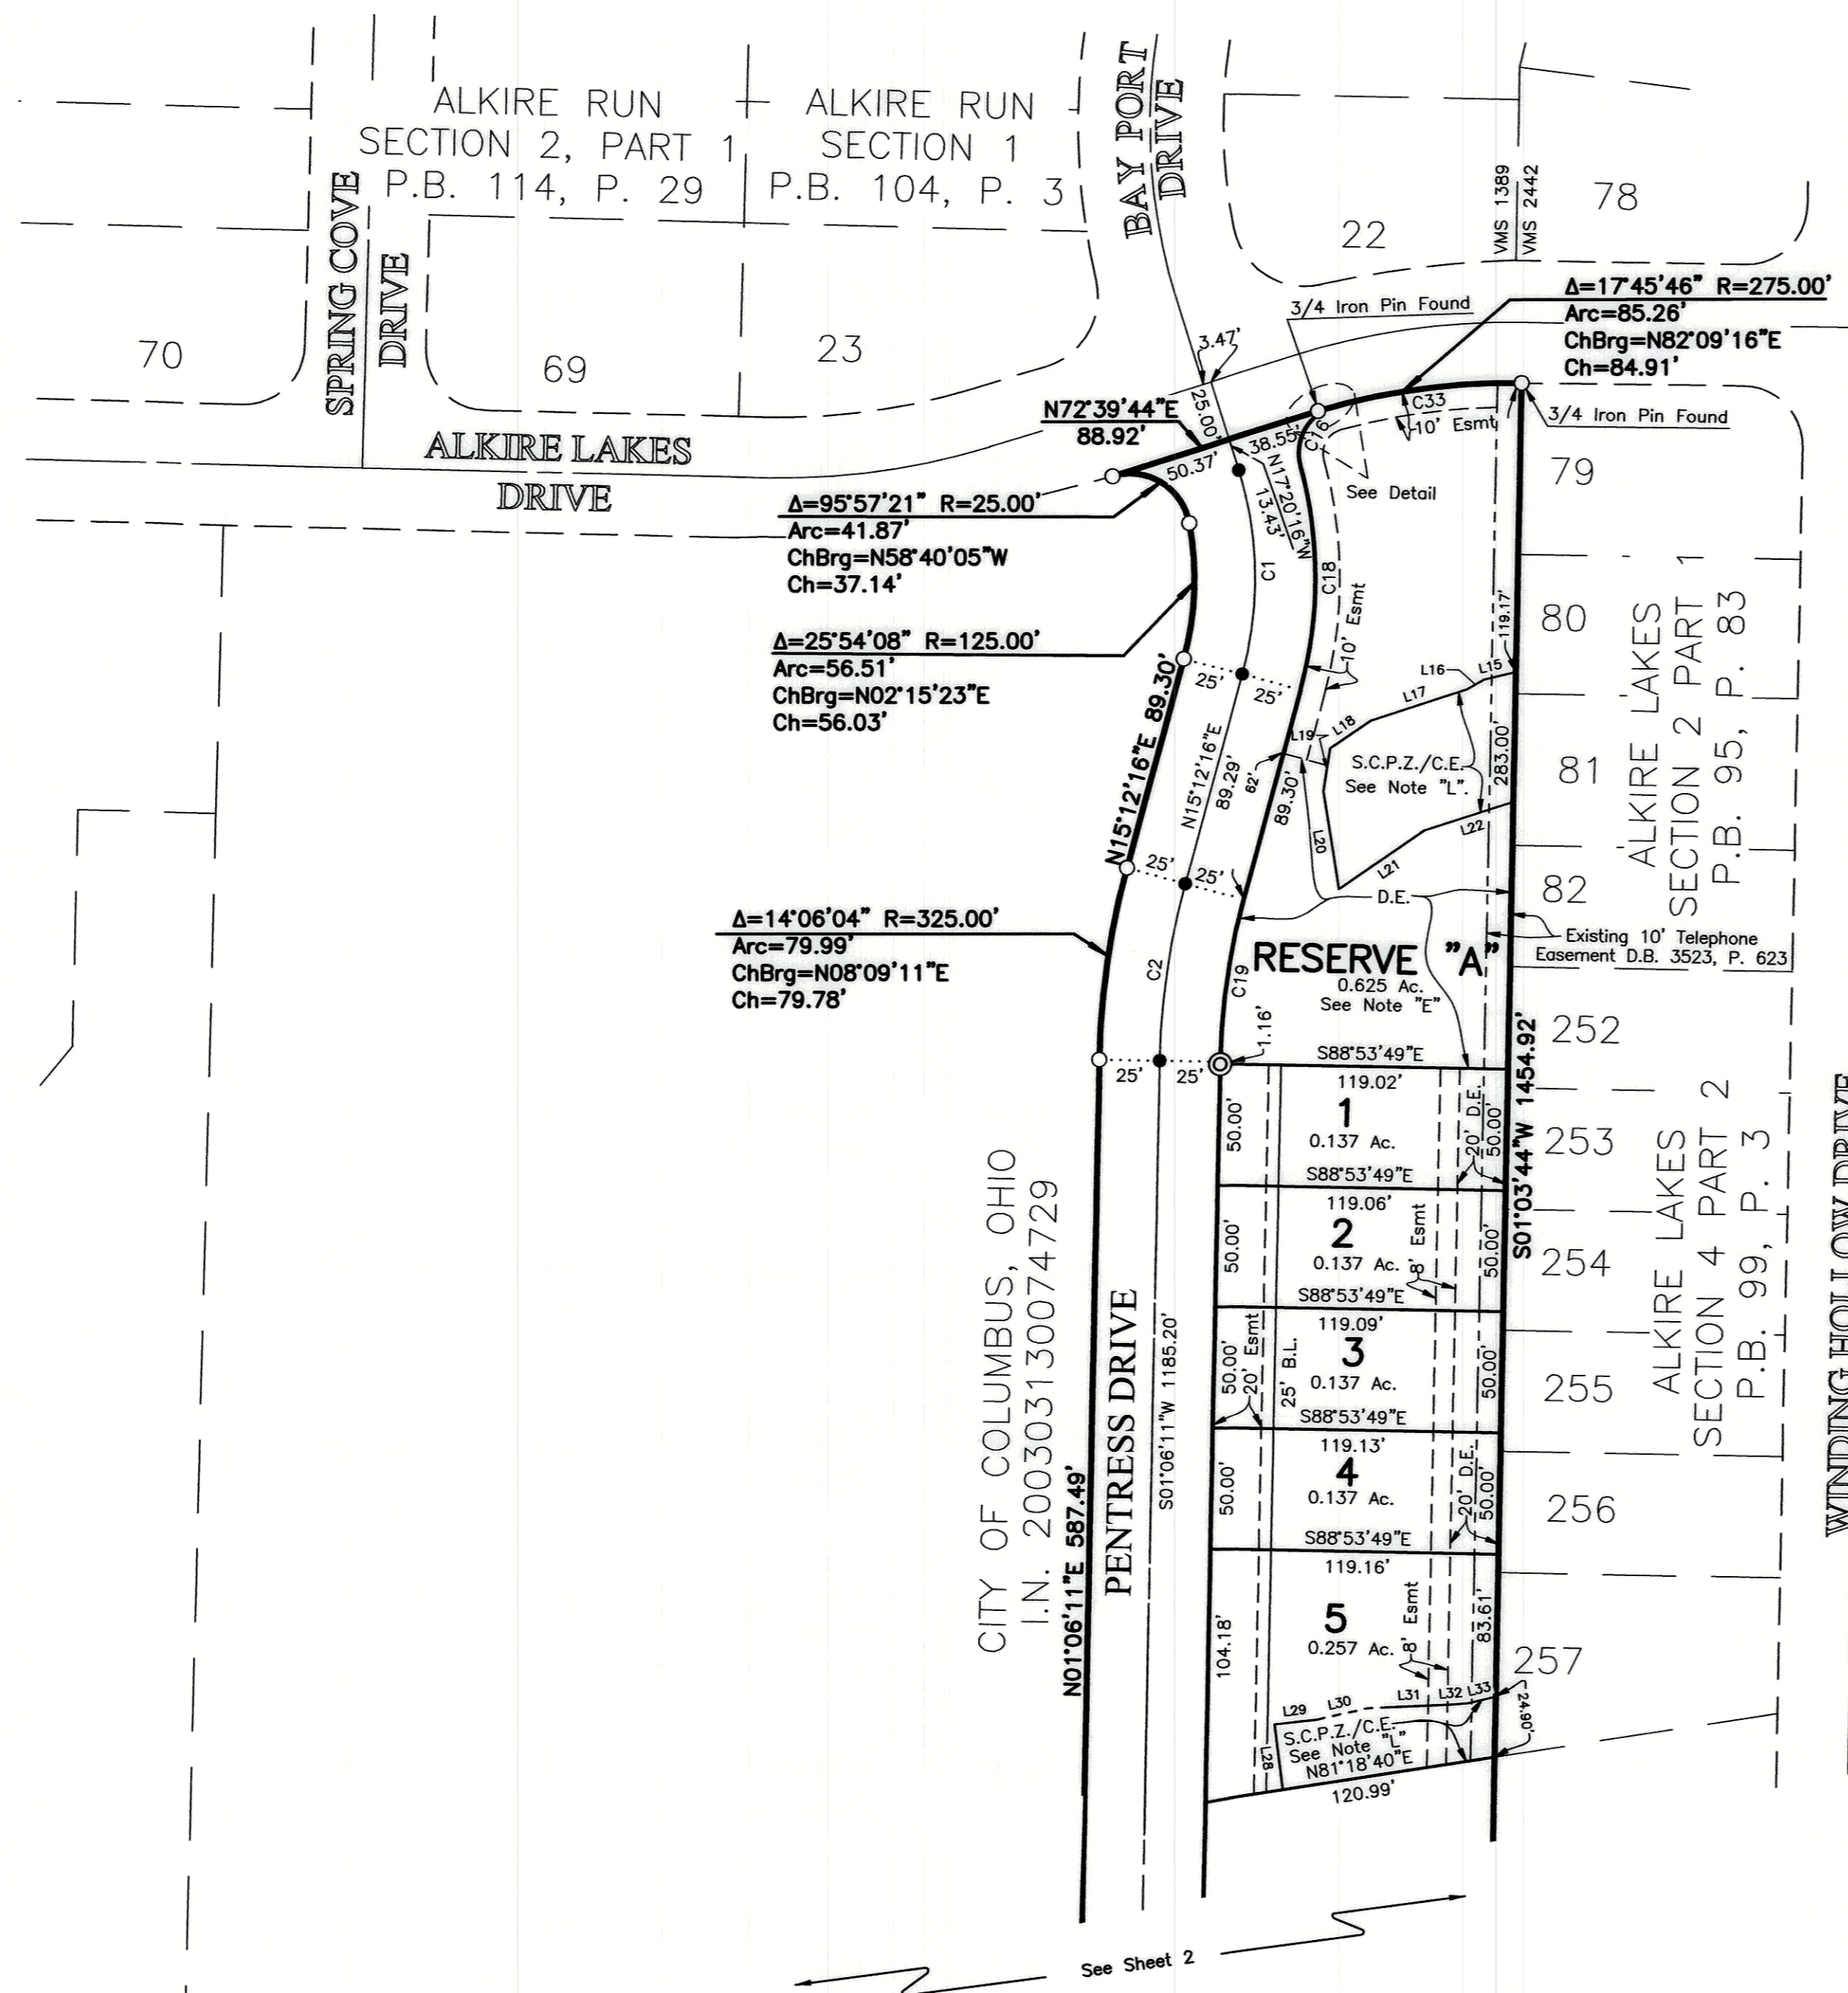 ALKIRE RUN
SECTION 2, PART 1
P.B. 114, P. 29
ALKIRE RUN
SECTION 1
P.B. 104, P. 3
BAY PORT
DRIVE
SPRING COVE
DRIVE
VMS 1389
VMS 2442
78
22
70
69
23
3/4 Iron Pin Found
Δ=17°45'46" R=275.00'
Arc=85.26'
ChBrg=N82°09'16"E
Ch=84.91'
3.47'
25.00'
N72°39'44"E
88.92'
C33
10' Esmt
3/4 Iron Pin Found
ALKIRE LAKES
DRIVE
50.37'
38.55'
C16
N17°20'16"W
13.43'
See Detail
79
Δ=95°57'21" R=25.00'
Arc=41.87'
ChBrg=N58°40'05"W
Ch=37.14'
C1
C18
10' Esmt
119.17'
80
ALKIRE LAKES
SECTION 2 PART 1
P.B. 95, P. 83
Δ=25°54'08" R=125.00'
Arc=56.51'
ChBrg=N02°15'23"E
Ch=56.03'
25'
25'
L15
L16
L17
L18
L19
N15°12'16"E 89.30'
N15°12'16"E
89.29'
62'
89.30'
S.C.P.Z./C.E.
See Note "L".
283.00'
81
L20
L21
L22
25'
25'
D.E.
82
Δ=14°06'04" R=325.00'
Arc=79.99'
ChBrg=N08°09'11"E
Ch=79.78'
C2
C19
RESERVE "A"
0.625 Ac.
See Note "E"
Existing 10' Telephone
Easement D.B. 3523, P. 623
1.16'
25'
25'
S88°53'49"E
119.02'
252
50.00'
1
0.137 Ac.
20' D.E.
50.00'
S01°03'44"W 1454.92'
253
S88°53'49"E
119.06'
50.00'
2
0.137 Ac.
8' Esmt
50.00'
254
S88°53'49"E
119.09'
50.00'
20' Esmt
25' B.L.
3
0.137 Ac.
50.00'
255
S88°53'49"E
119.13'
50.00'
4
0.137 Ac.
20' D.E.
50.00'
256
S88°53'49"E
119.16'
104.18'
5
0.257 Ac.
8' Esmt
83.61'
257
ALKIRE LAKES
SECTION 4 PART 2
P.B. 99, P. 3
WINDING HOLLOW DRIVE
CITY OF COLUMBUS, OHIO
I.N. 200303130074729
N01°06'11"E 587.49'
PENTRESS DRIVE
S01°06'11"W 1185.20'
L28
L29
L30
L31
L32
L33
24.90'
S.C.P.Z./C.E.
See Note "L"
N81°18'40"E
120.99'
See Sheet 2